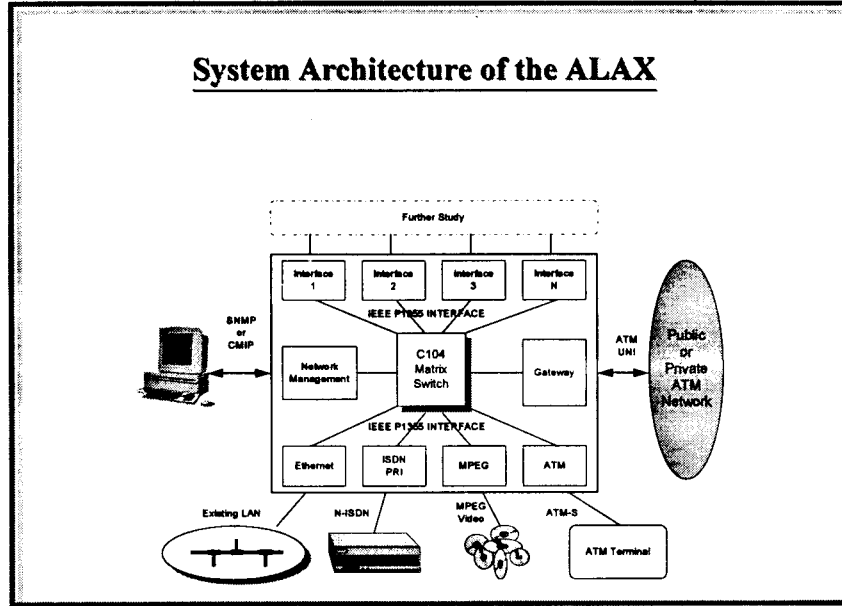 System Architecture of the ALAX
Further Study
Interface
1
Interface
2
Interface
3
Interface
N
IEEE P1355 INTERFACE
SNMP
or
CMIP
Network
Management
C104
Matrix
Switch
Gateway
ATM
UNI
Public
or
Private
ATM
Network
IEEE P1355 INTERFACE
Ethernet
ISDN
PRI
MPEG
ATM
Existing LAN
N-ISDN
MPEG
Video
ATM-S
ATM Terminal